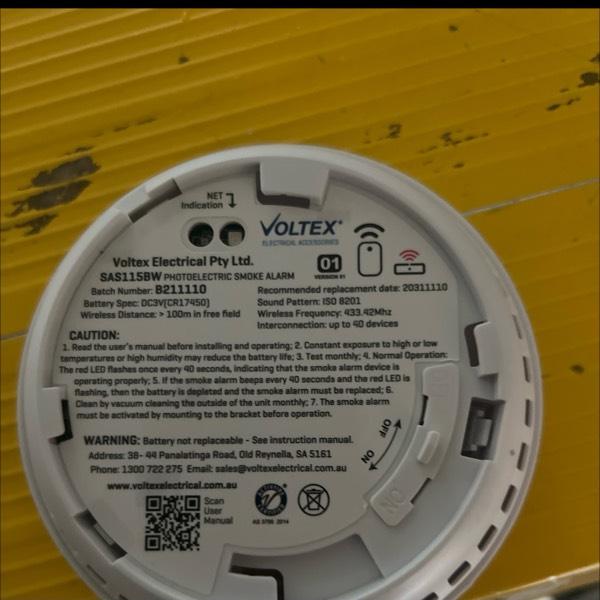 NET
Indication
VOLTEX®
ELECTRICAL ACCESSORIES
Voltex Electrical Pty Ltd.
SAS115BW PHOTOELECTRIC SMOKE ALARM
01
VERSION 01
Batch Number: B211110
Battery Spec: DC3V(CR17450)
Wireless Distance: > 100m in free field
Recommended replacement date: 20311110
Sound Pattern: ISO 8201
Wireless Frequency: 433.42Mhz
Interconnection: up to 40 devices
CAUTION:
1. Read the user's manual before installing and operating; 2. Constant exposure to high or low
temperatures or high humidity may reduce the battery life; 3. Test monthly; 4. Normal Operation:
The red LED flashes once every 40 seconds, indicating that the smoke alarm device is
operating properly; 5. If the smoke alarm beeps every 40 seconds and the red LED is
flashing, then the battery is depleted and the smoke alarm must be replaced; 6.
Clean by vacuum cleaning the outside of the unit monthly; 7. The smoke alarm
must be activated by mounting to the bracket before operation.
OFF
ON
ON
WARNING: Battery not replaceable - See instruction manual.
Address: 38- 44 Panalatinga Road, Old Reynella, SA 5161
Phone: 1300 722 275 Email: sales@voltexelectrical.com.au
www.voltexelectrical.com.au
Scan
User
Manual
AS 3786 2014